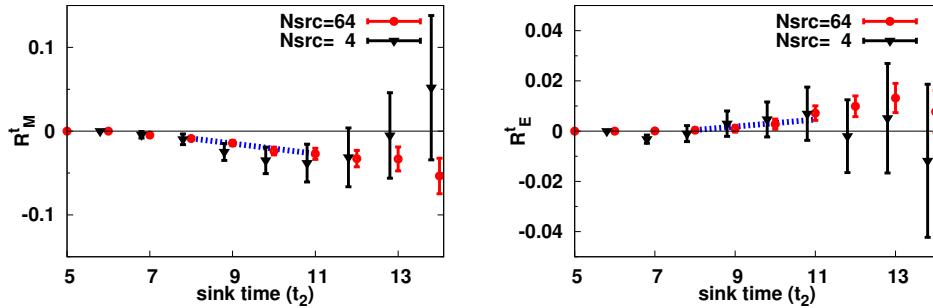 0.1
0
-0.1
R^t_M
Nsrc=64
Nsrc= 4
5 7 9 11 13
sink time (t_2)
0.04
0.02
0
-0.02
-0.04
R^t_E
Nsrc=64
Nsrc= 4
5 7 9 11 13
sink time (t_2)